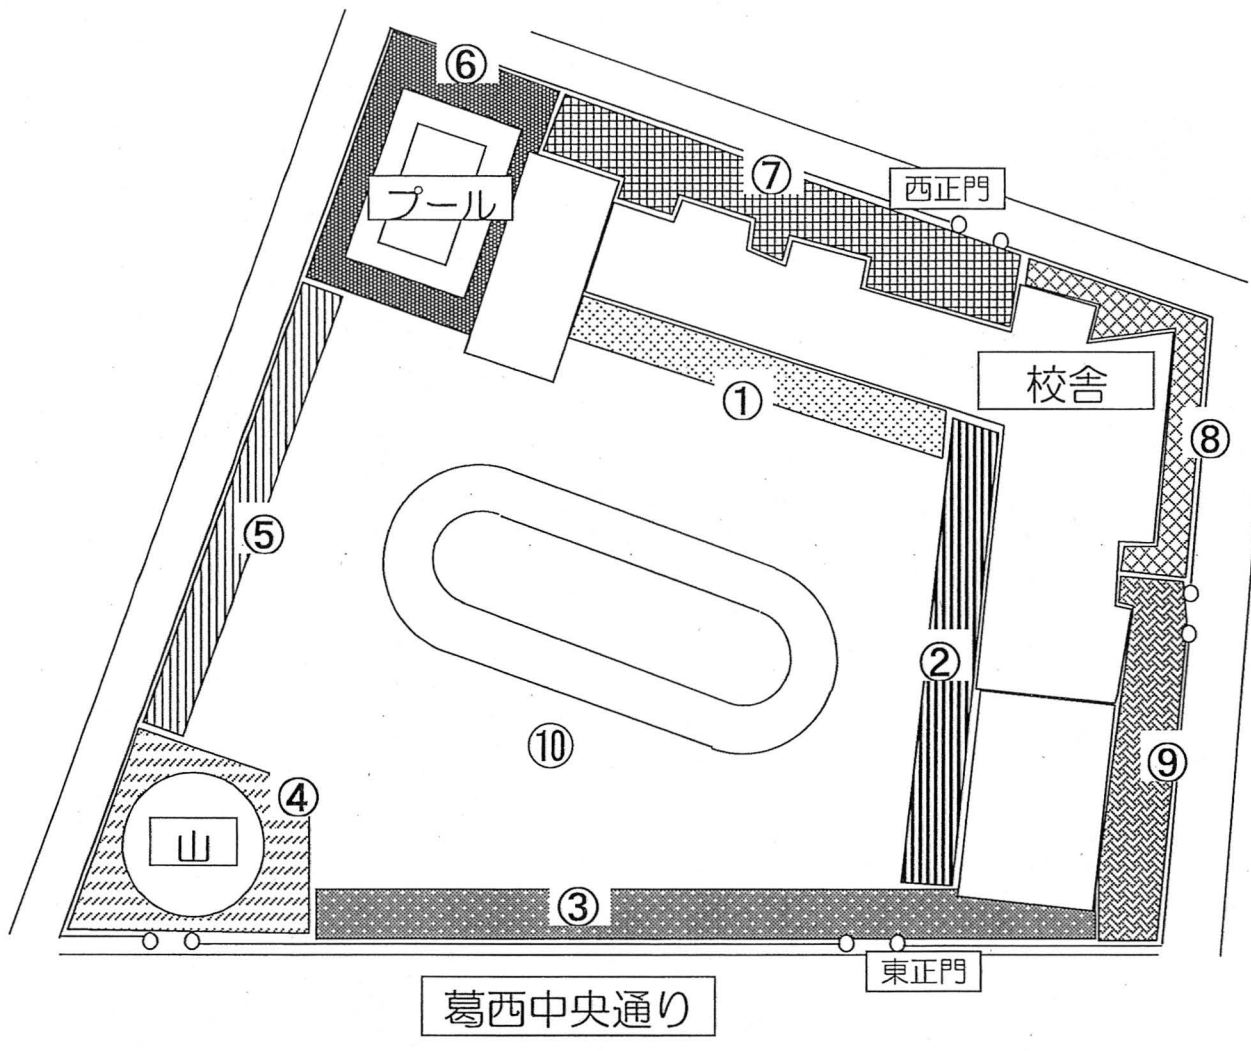 ⑥
⑦
西正門
プール
校舎
①
⑧
⑤
②
⑩
⑨
④
山
③
東正門
葛西中央通り